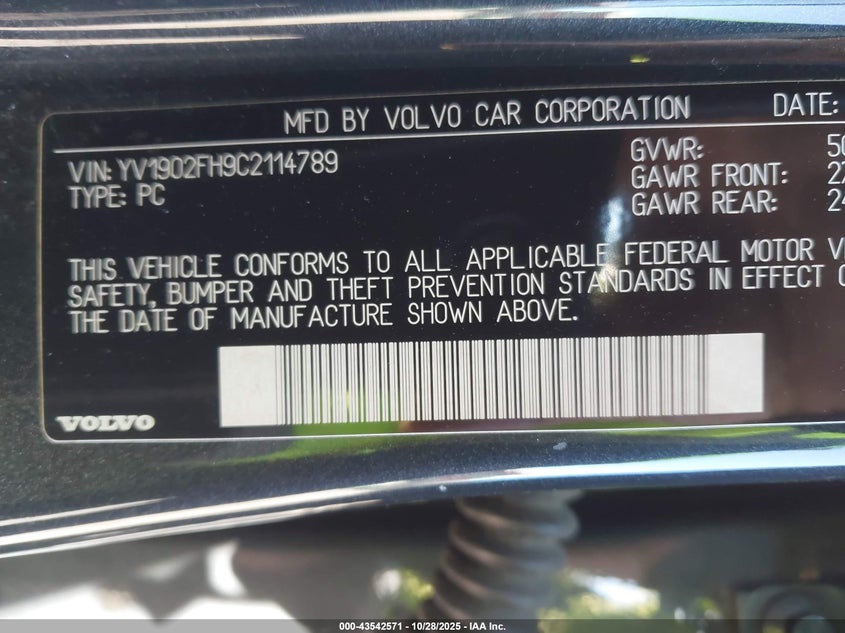 MFD BY VOLVO CAR CORPORATION DATE:
VIN: YV1902FH9C2114789 GVWR:
TYPE: PC GAWR FRONT:
GAWR REAR:
THIS VEHICLE CONFORMS TO ALL APPLICABLE FEDERAL MOTOR
SAFETY, BUMPER AND THEFT PREVENTION STANDARDS IN EFFECT
THE DATE OF MANUFACTURE SHOWN ABOVE.
VOLVO
000-43542571 - 10/28/2025 - IAA Inc.